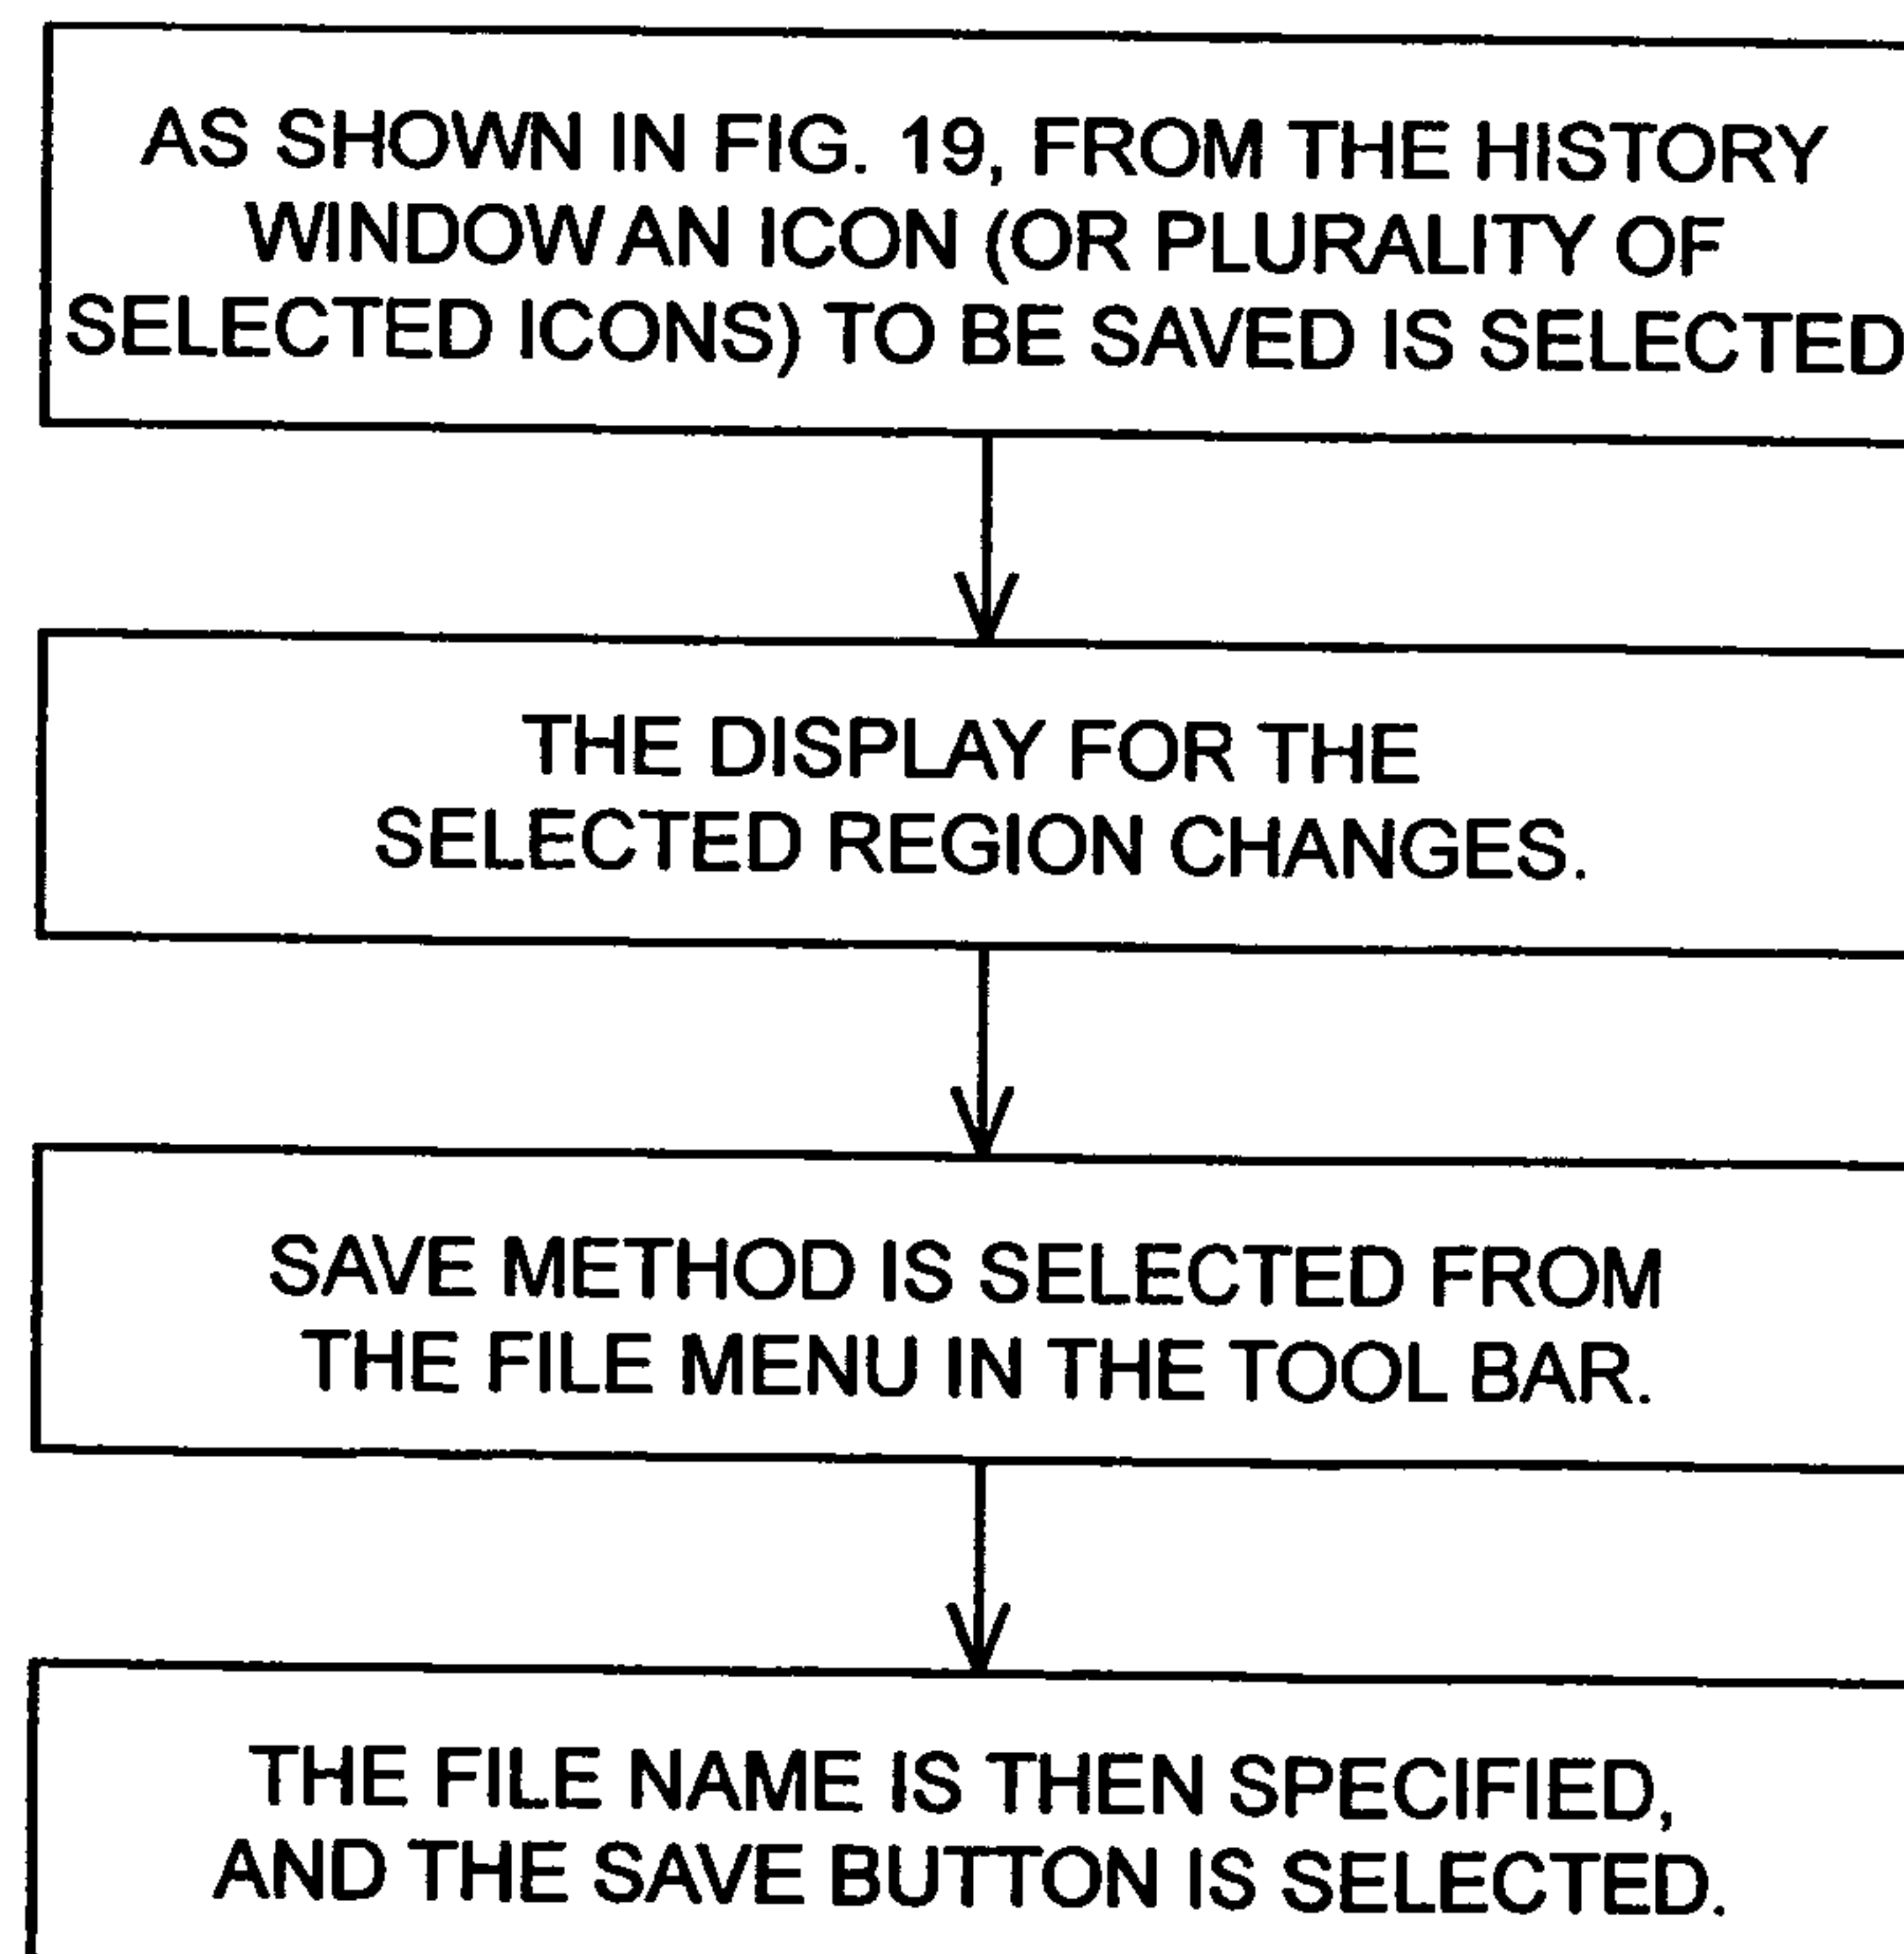 AS SHOWN IN FIG. 19, FROM THE HISTORY
WINDOW AN ICON (OR PLURALITY OF
SELECTED ICONS) TO BE SAVED IS SELECTED
THE DISPLAY FOR THE
SELECTED REGION CHANGES.
SAVE METHOD IS SELECTED FROM
THE FILE MENU IN THE TOOL BAR.
THE FILE NAME IS THEN SPECIFIED,
AND THE SAVE BUTTON IS SELECTED.